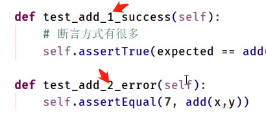 def test_add_1_success(self):
# 断言方式有很多
self.assertTrue(expected == add(
def test_add_2_error(self):
self.assertEqual(7, add(x,y))